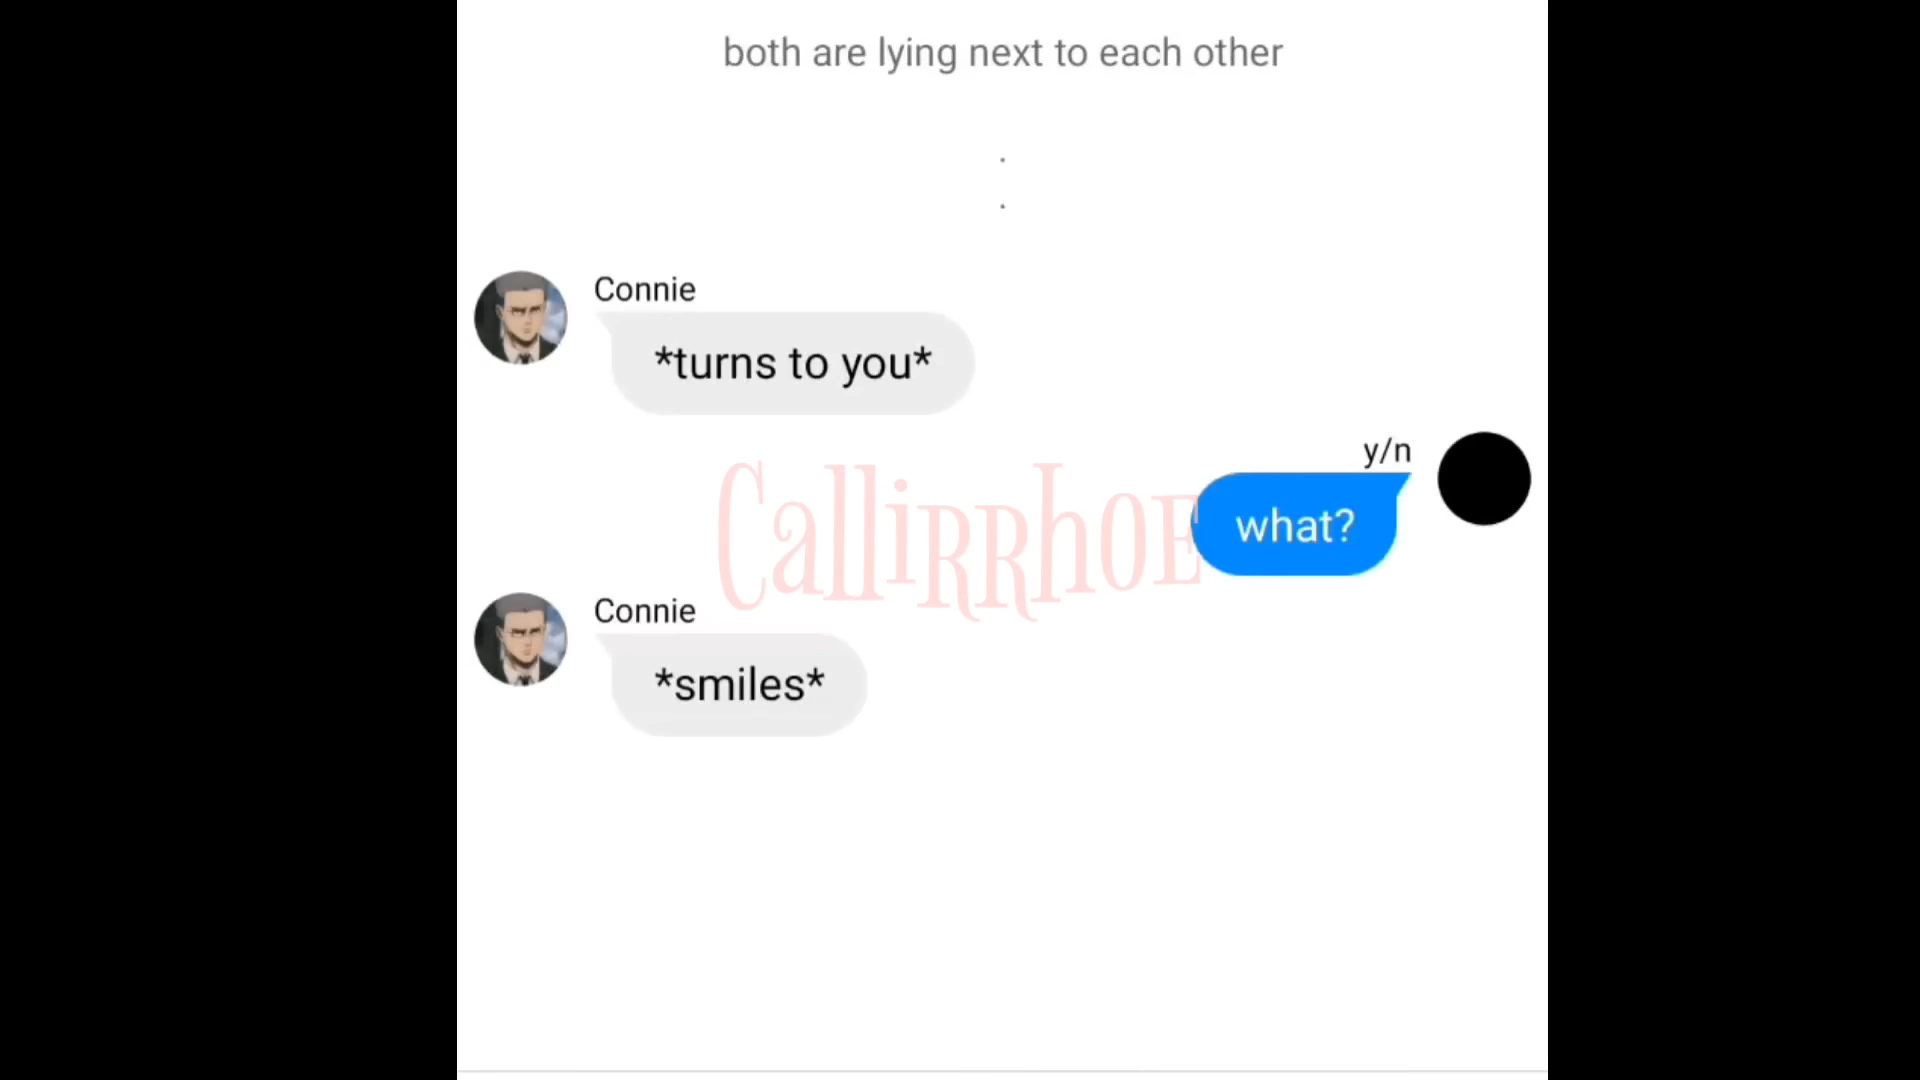 both are lying next to each other
.
.
Connie
*turns to you*
y/n
what?
CalliRRhOE
Connie
*smiles*